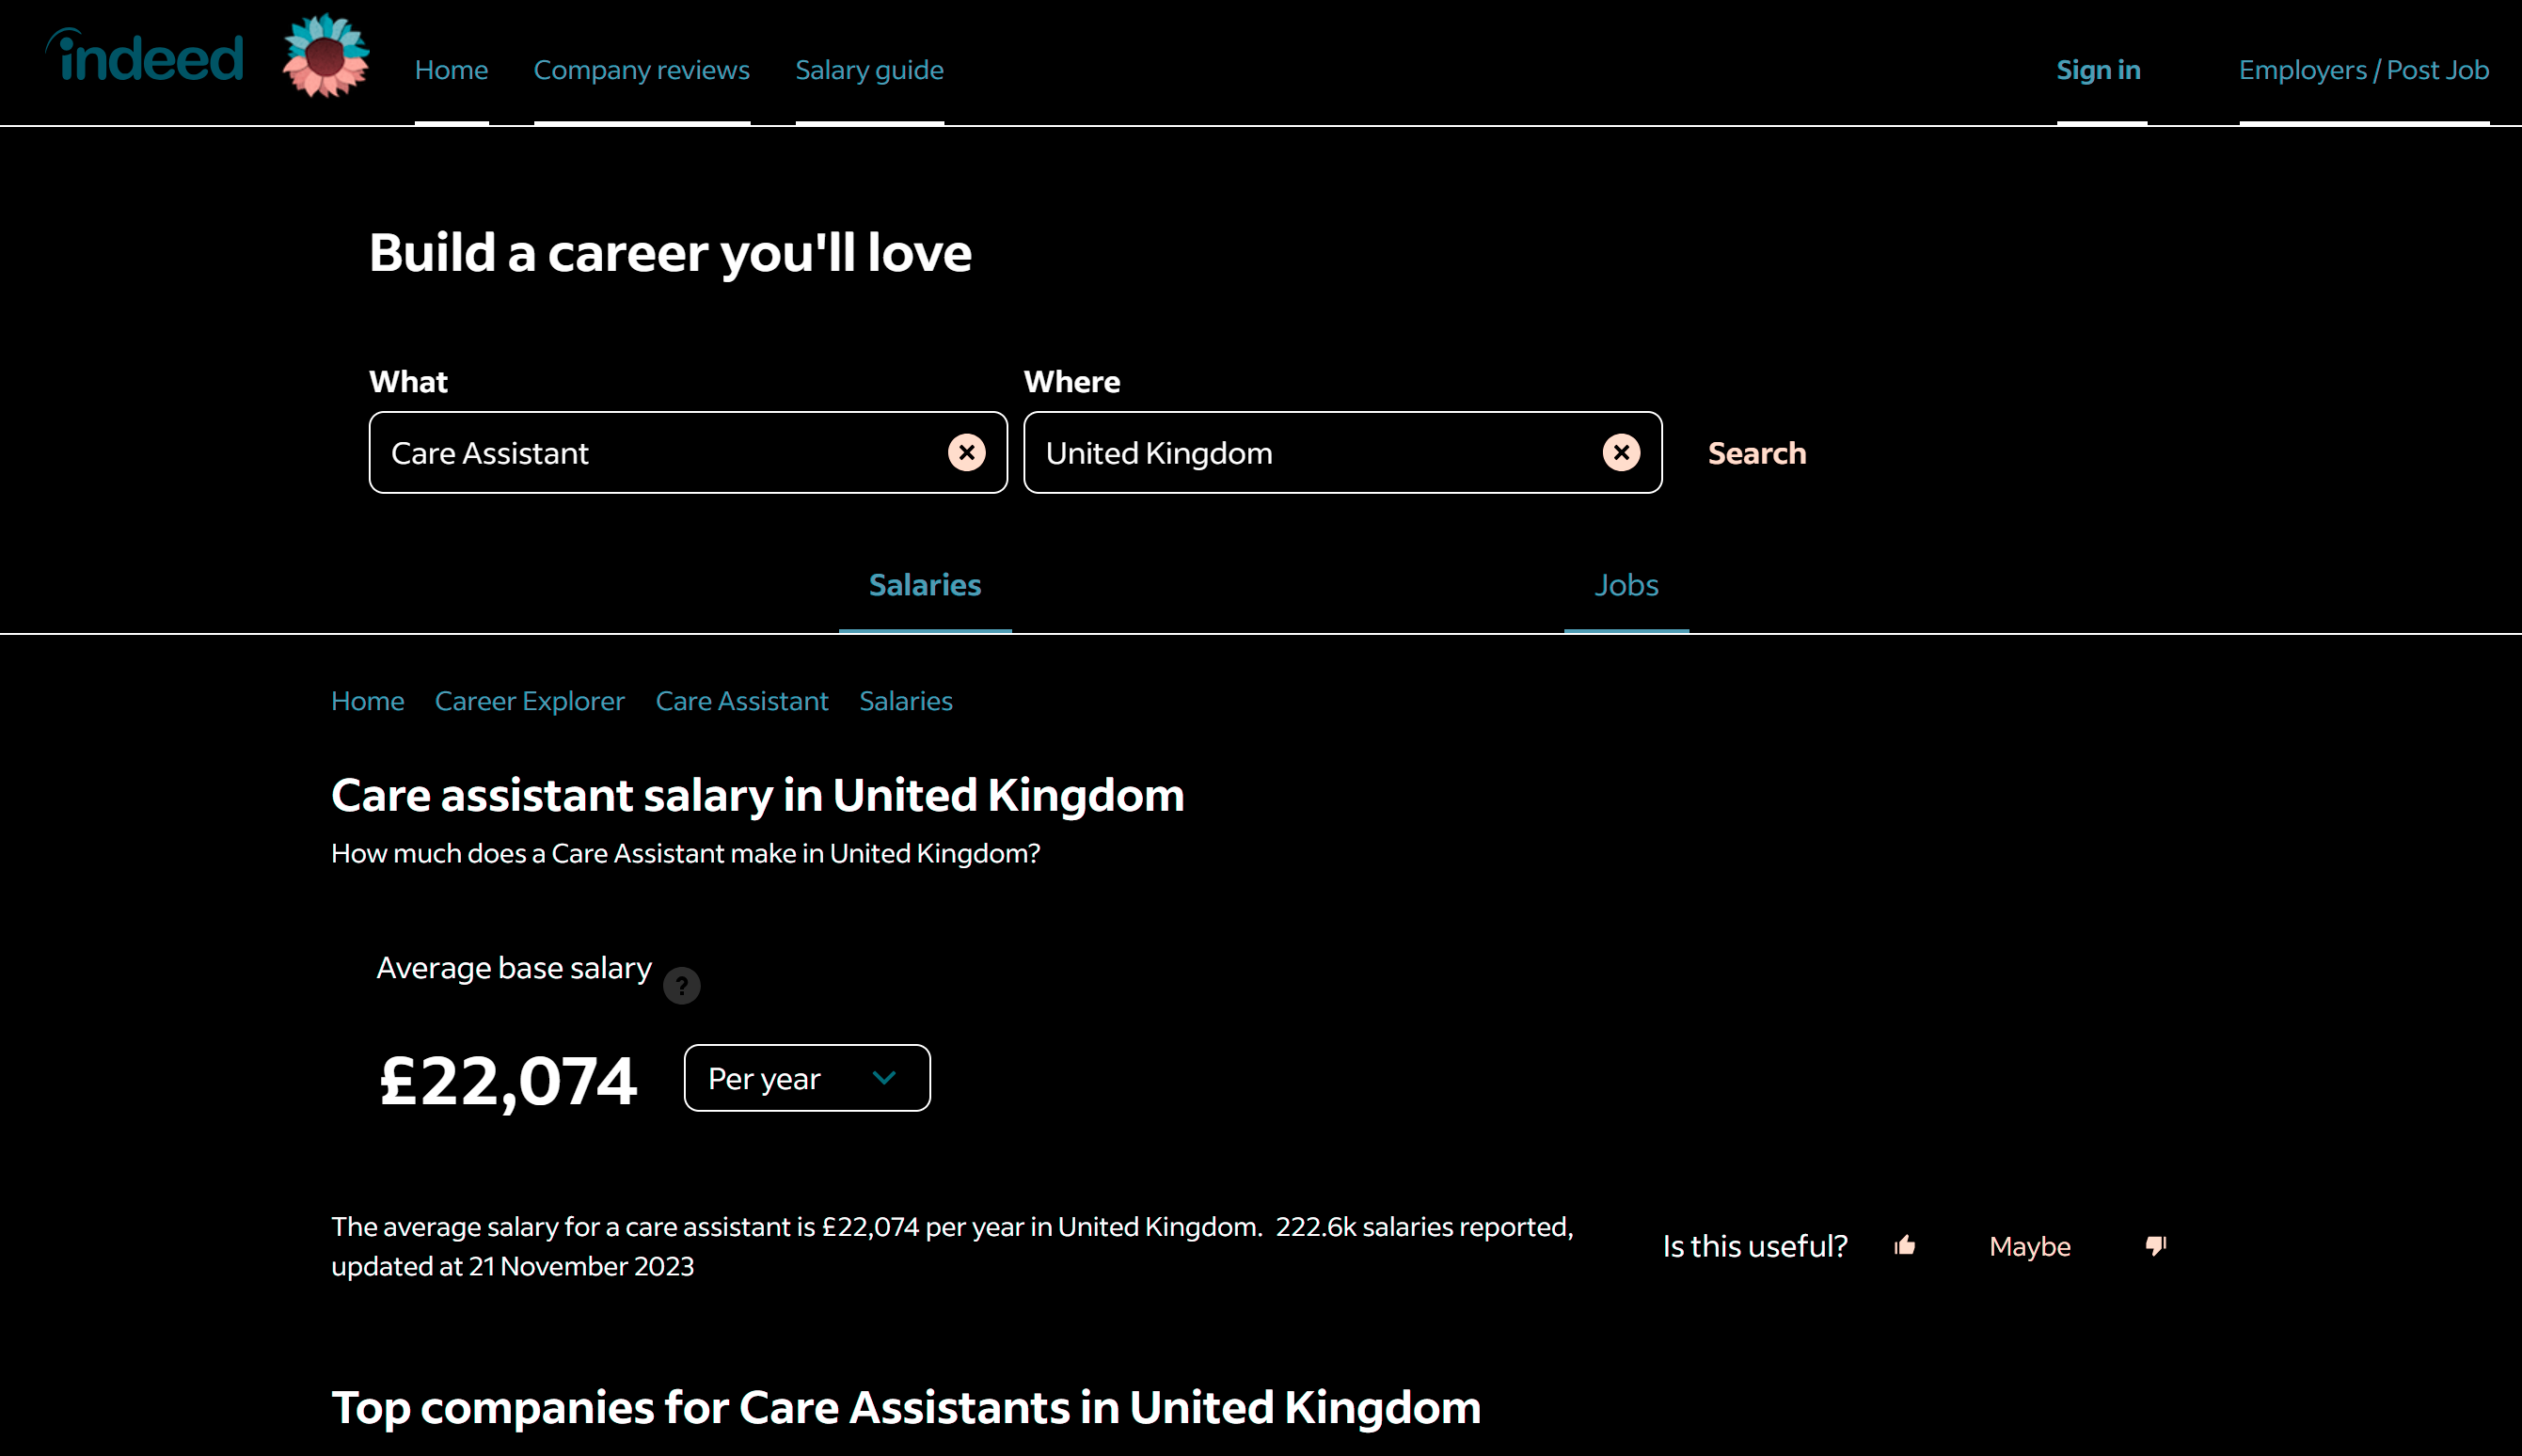 indeed
Home Company reviews Salary guide Sign in Employers / Post Job
Build a career you'll love
What Where
Care Assistant United Kingdom Search
Salaries Jobs
Home Career Explorer Care Assistant Salaries
Care assistant salary in United Kingdom
How much does a Care Assistant make in United Kingdom?
Average base salary ?
£22,074 Per year
The average salary for a care assistant is £22,074 per year in United Kingdom. 222.6k salaries reported,
updated at 21 November 2023
Is this useful? Maybe
Top companies for Care Assistants in United Kingdom